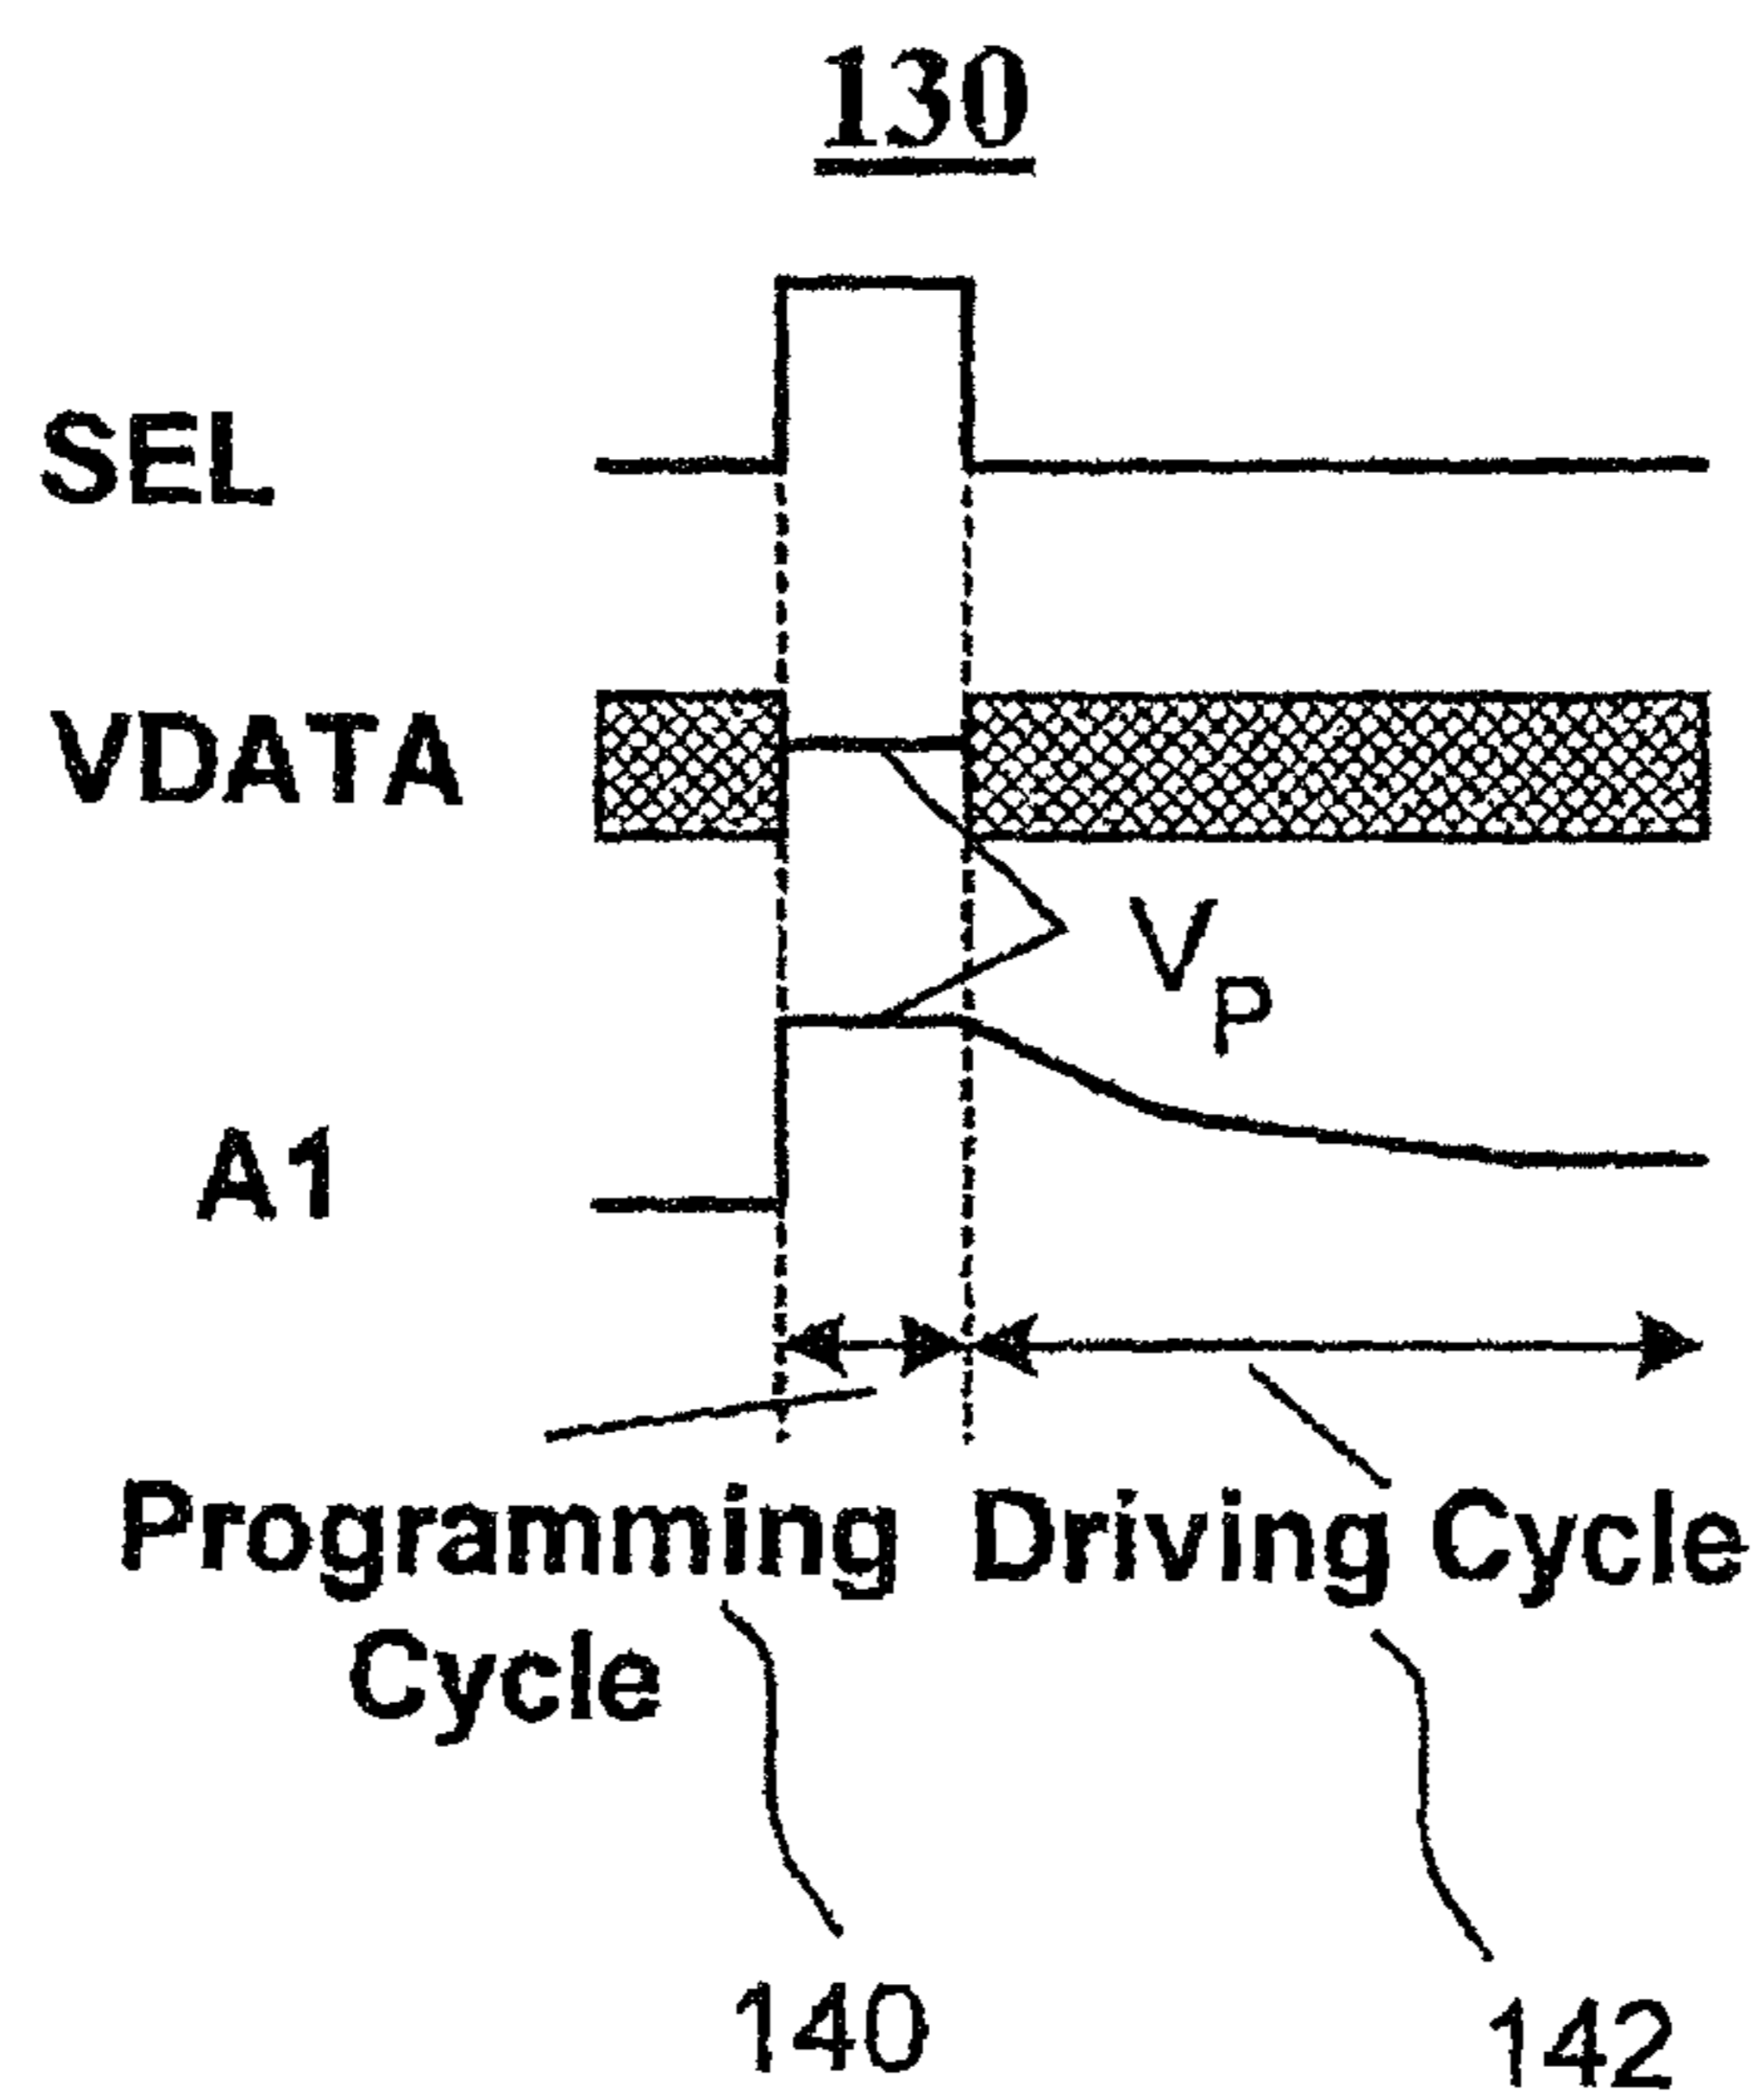 130
SEL
VDATA
VP
A1
Programming Driving Cycle
Cycle
140
142